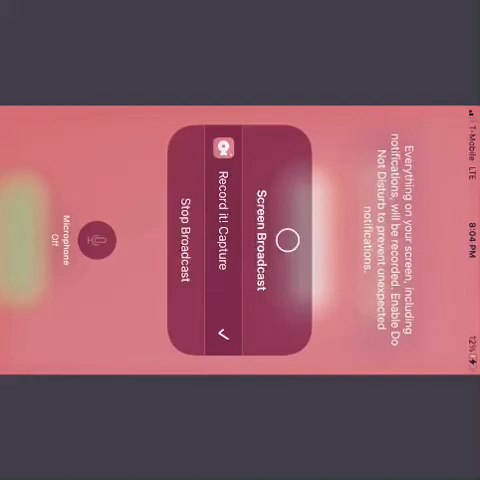 T-Mobile LTE
8:04 PM
12%
Everything on your screen, including
notifications, will be recorded. Enable Do
Not Disturb to prevent unexpected
notifications.
Screen Broadcast
Record it! Capture
Stop Broadcast
Microphone
Off